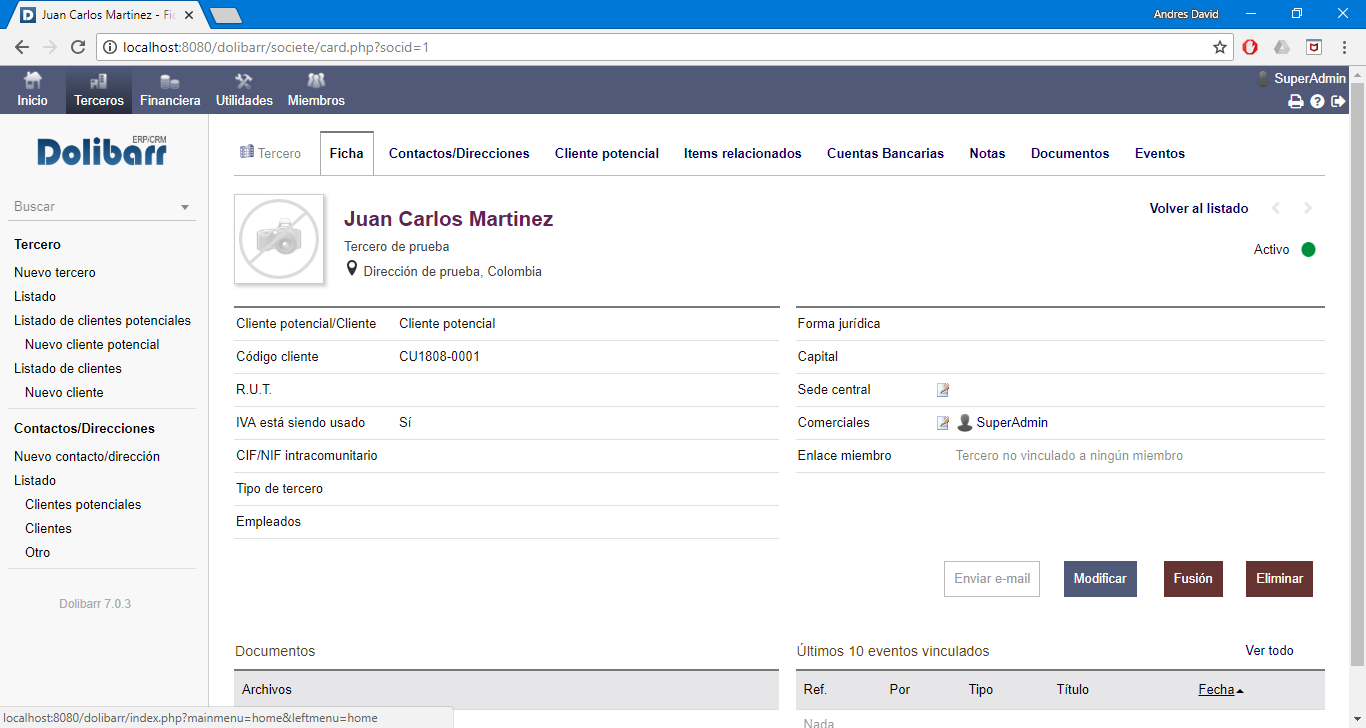 Juan Carlos Martinez - Fic
Andres David
localhost:8080/dolibarr/societe/card.php?socid=1
Inicio Terceros Financiera Utilidades Miembros
SuperAdmin
Dolibarr ERP/CRM
Buscar
Tercero
Nuevo tercero
Listado
Listado de clientes potenciales
Nuevo cliente potencial
Listado de clientes
Nuevo cliente
Contactos/Direcciones
Nuevo contacto/dirección
Listado
Clientes potenciales
Clientes
Otro
Dolibarr 7.0.3
Tercero Ficha Contactos/Direcciones Cliente potencial Items relacionados Cuentas Bancarias Notas Documentos Eventos
Juan Carlos Martinez
Tercero de prueba
Dirección de prueba, Colombia
Volver al listado
Activo
Cliente potencial/Cliente Cliente potencial
Código cliente CU1808-0001
R.U.T.
IVA está siendo usado Sí
CIF/NIF intracomunitario
Tipo de tercero
Empleados
Forma jurídica
Capital
Sede central
Comerciales SuperAdmin
Enlace miembro Tercero no vinculado a ningún miembro
Enviar e-mail Modificar Fusión Eliminar
Documentos
Archivos
Últimos 10 eventos vinculados Ver todo
Ref. Por Tipo Título Fecha
Nada
localhost:8080/dolibarr/index.php?mainmenu=home&leftmenu=home